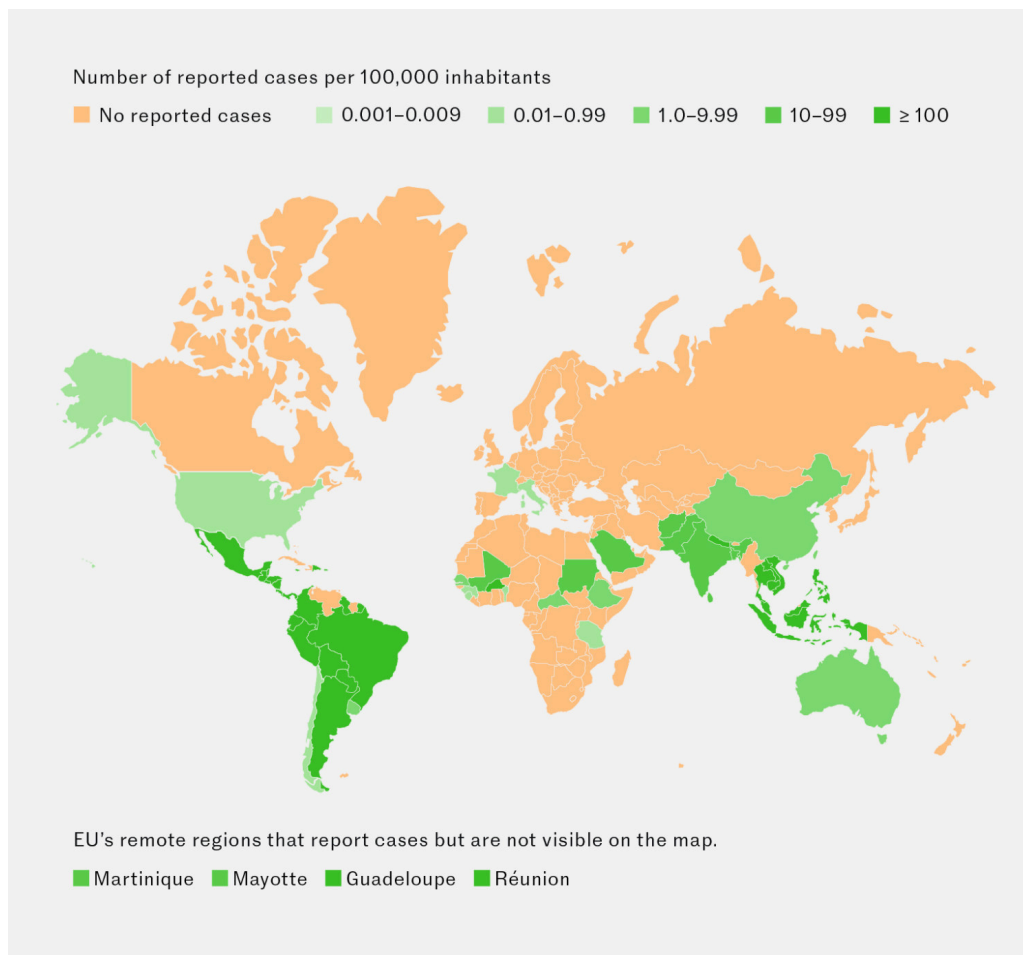 Number of reported cases per 100,000 inhabitants
No reported cases 0.001–0.009 0.01–0.99 1.0–9.99 10–99 ≥ 100
EU's remote regions that report cases but are not visible on the map.
Martinique Mayotte Guadeloupe Réunion